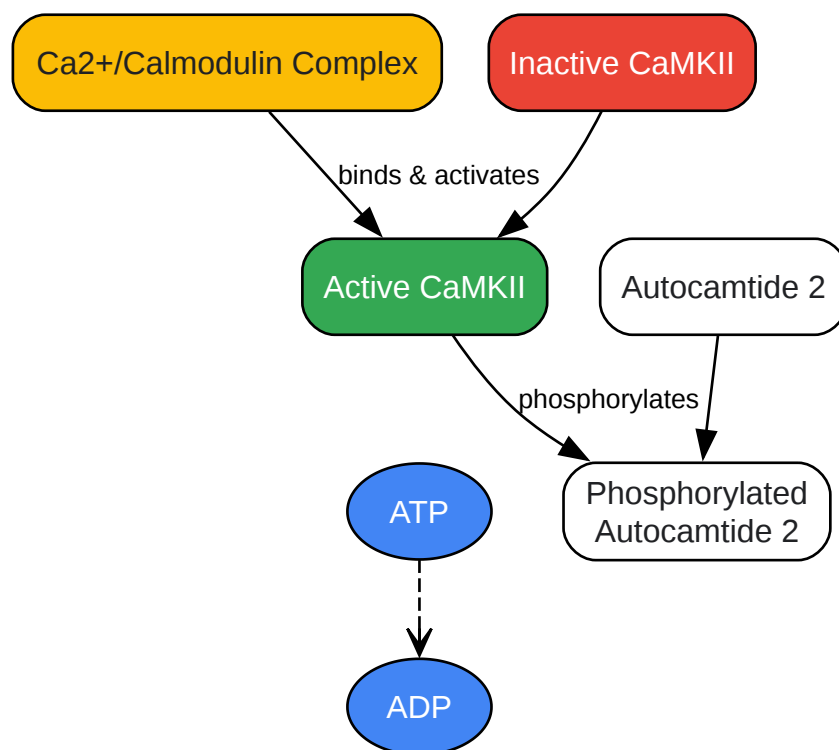 Ca2+/Calmodulin Complex
Inactive CaMKII
binds & activates
Active CaMKII
Autocamtide 2
phosphorylates
ATP
Phosphorylated
Autocamtide 2
ADP